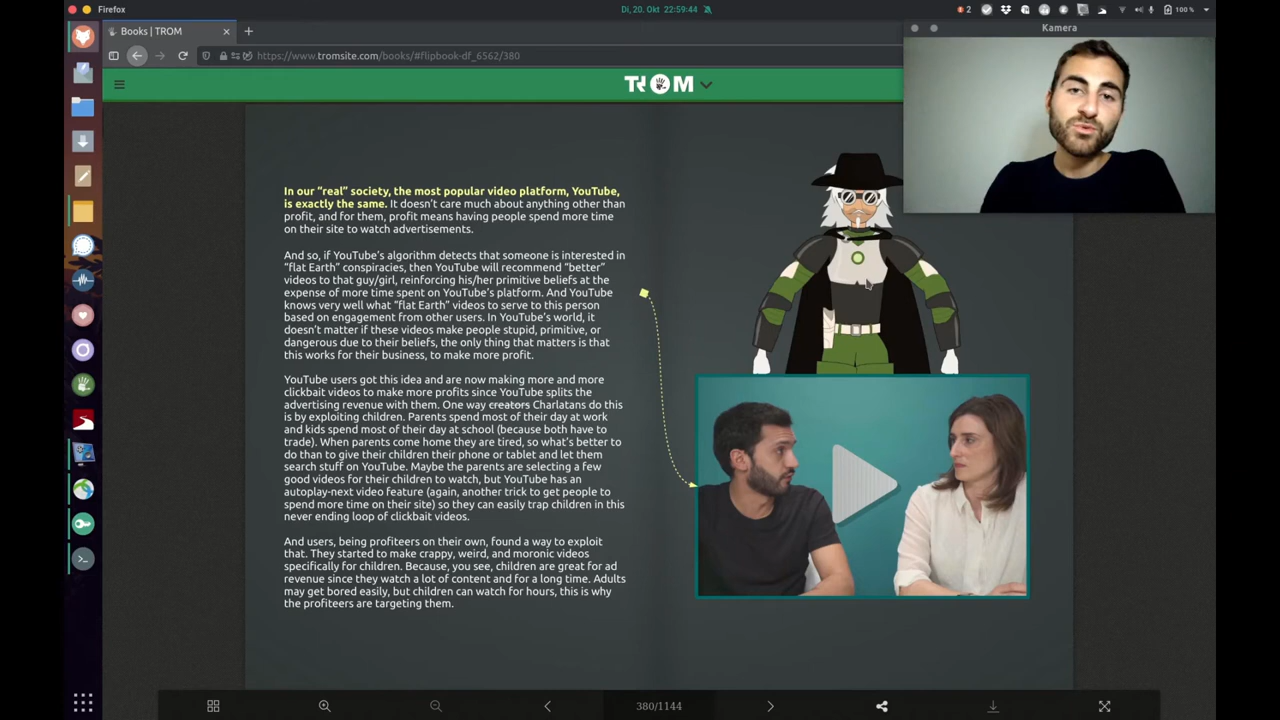 Firefox
Di, 20. Okt 22:59:44
2
100 %
Books | TROM
Kamera
https://www.tromsite.com/books/#flipbook-df_6562/380
TROM
In our "real" society, the most popular video platform, YouTube,
is exactly the same. It doesn't care much about anything other than
profit, and for them, profit means having people spend more time
on their site to watch advertisements.
And so, if YouTube's algorithm detects that someone is interested in
"flat Earth" conspiracies, then YouTube will recommend "better"
videos to that guy/girl, reinforcing his/her primitive beliefs at the
expense of more time spent on YouTube's platform. And YouTube
knows very well what "flat Earth" videos to serve to this person
based on engagement from other users. In YouTube's world, it
doesn't matter if these videos make people stupid, primitive, or
dangerous due to their beliefs, the only thing that matters is that
this works for their business, to make more profit.
YouTube users got this idea and are now making more and more
clickbait videos to make more profits since YouTube splits the
advertising revenue with them. One way creators Charlatans do this
is by exploiting children. Parents spend most of their day at work
and kids spend most of their day at school (because both have to
trade). When parents come home they are tired, so what's better to
do than to give their children their phone or tablet and let them
search stuff on YouTube. Maybe the parents are selecting a few
good videos for their children to watch, but YouTube has an
autoplay-next video feature (again, another trick to get people to
spend more time on their site) so they can easily trap children in this
never ending loop of clickbait videos.
And users, being profiteers on their own, found a way to exploit
that. They started to make crappy, weird, and moronic videos
specifically for children. Because, you see, children are great for ad
revenue since they watch a lot of content and for a long time. Adults
may get bored easily, but children can watch for hours, this is why
the profiteers are targeting them.
380/1144